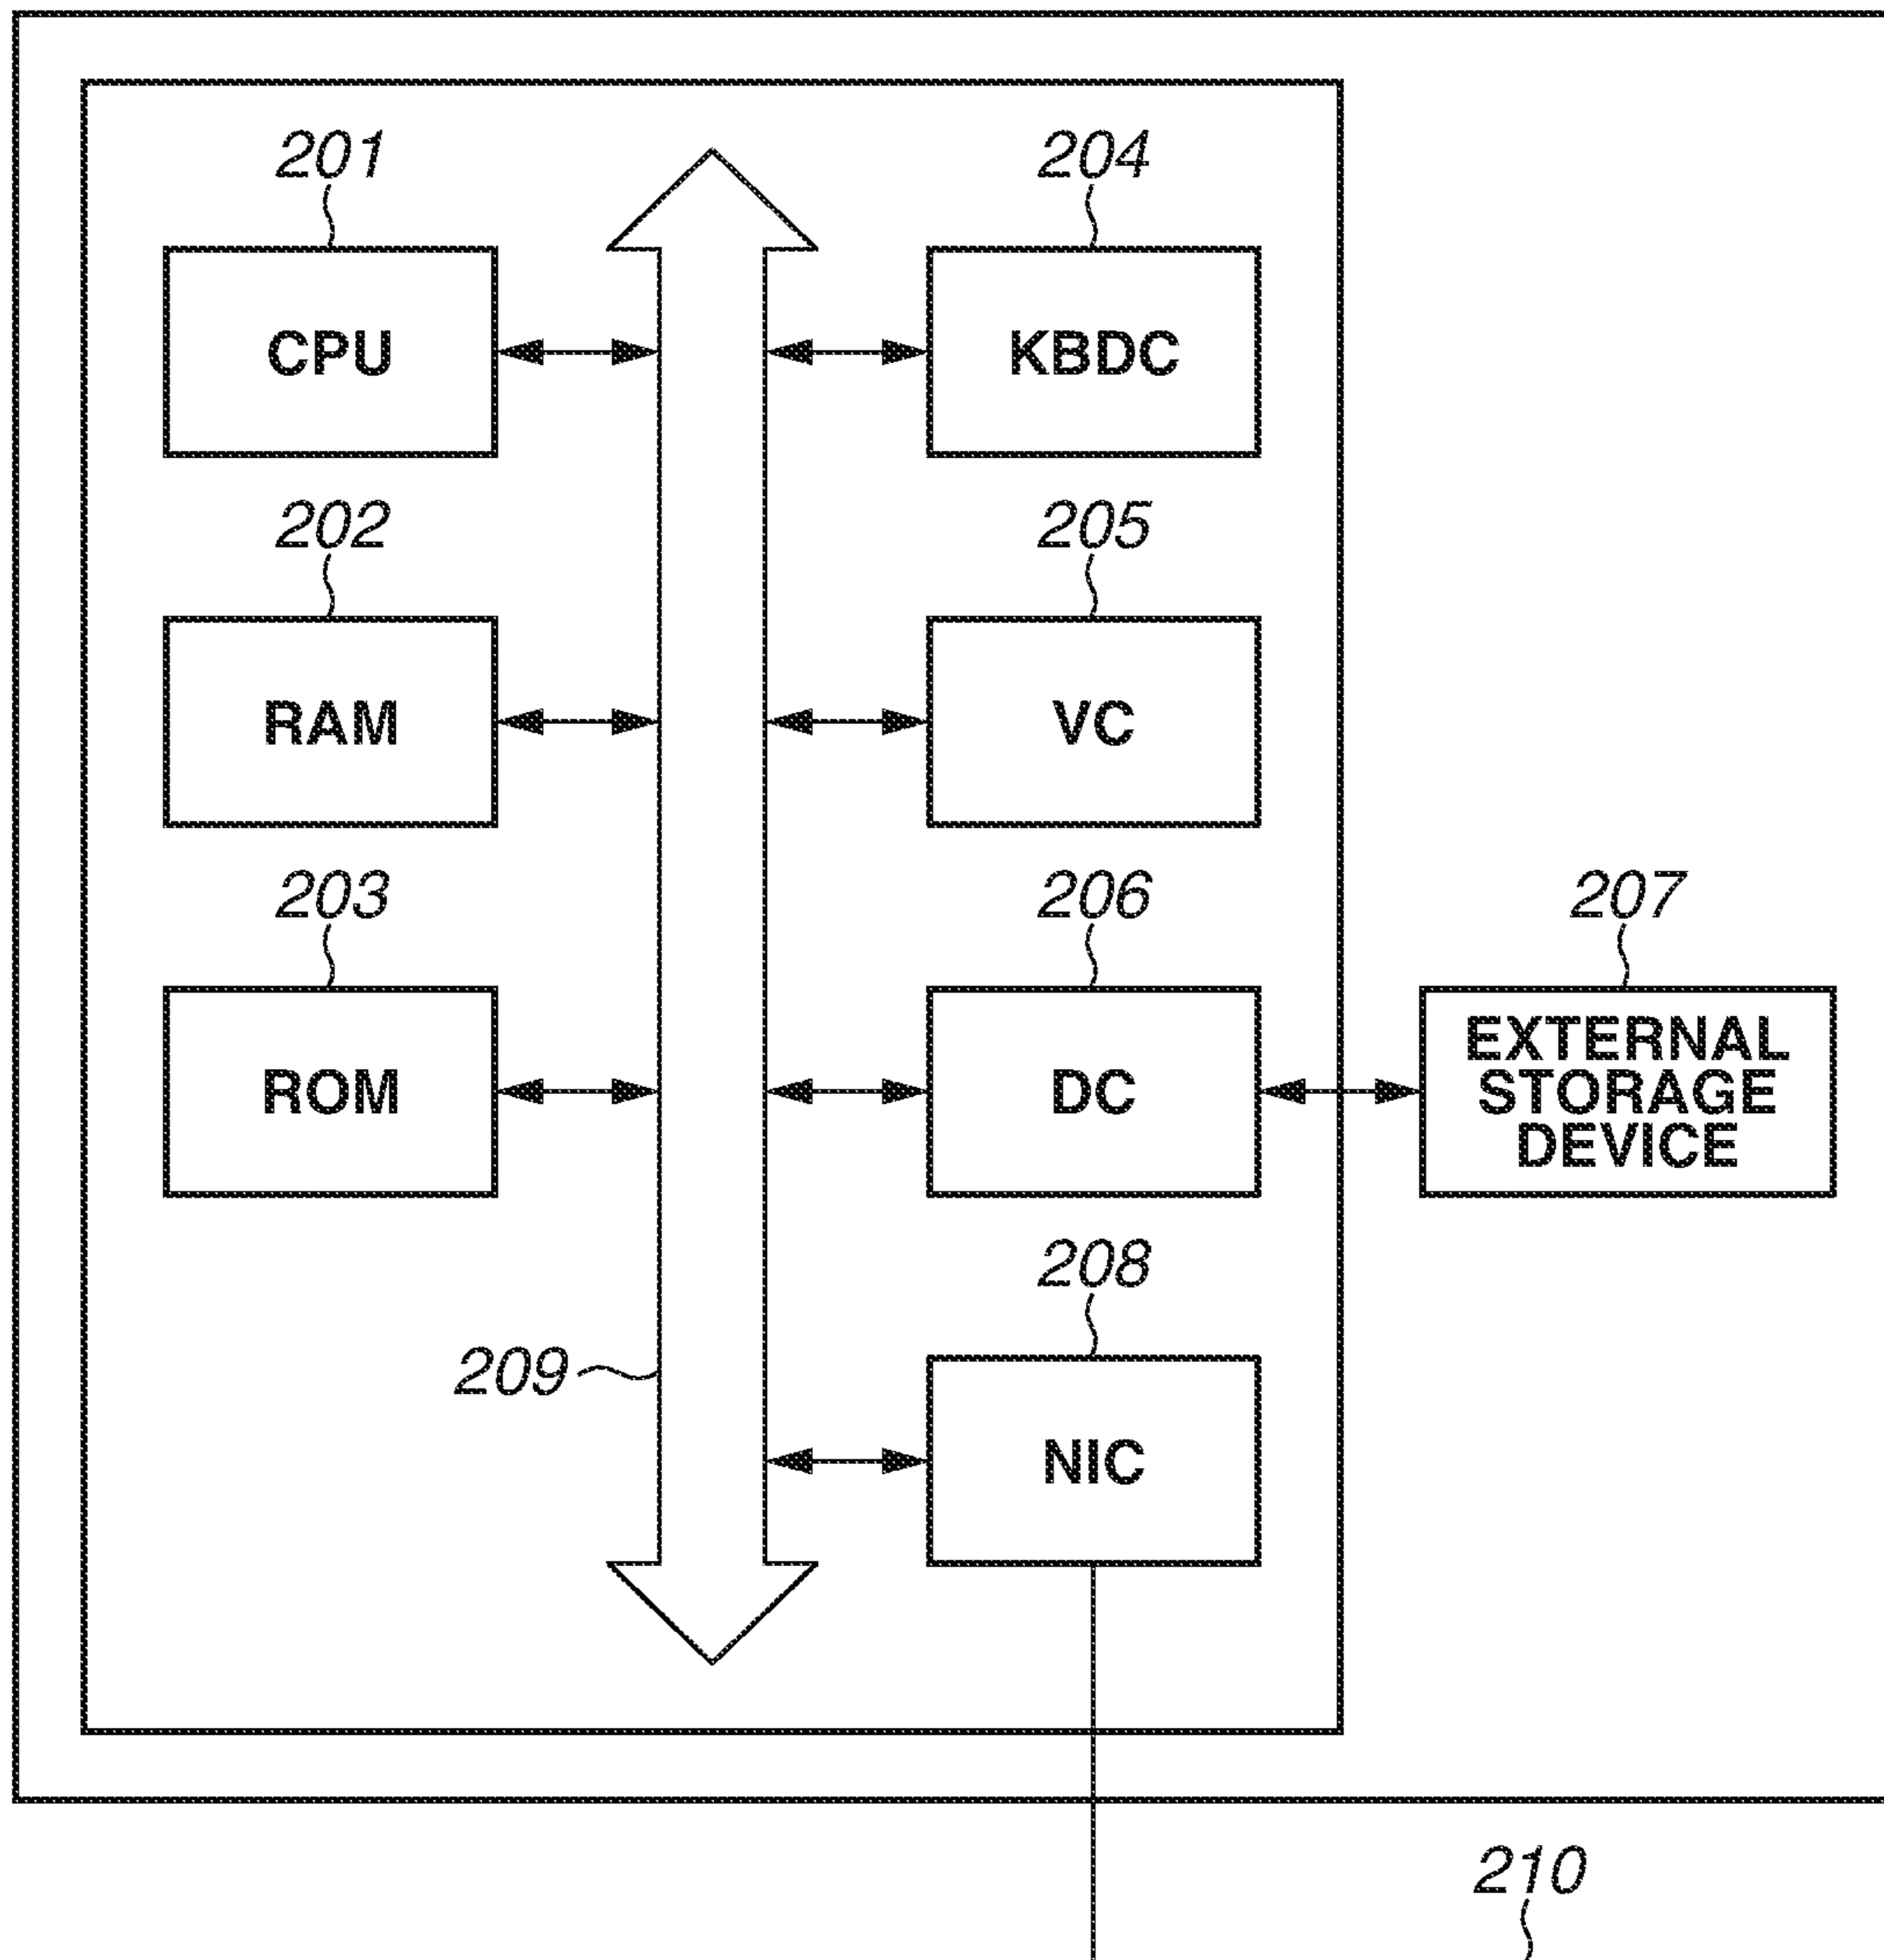 201
204
CPU
KBDC
202
205
RAM
VC
203
206
207
ROM
DC
EXTERNAL
STORAGE
DEVICE
208
209
NIC
210